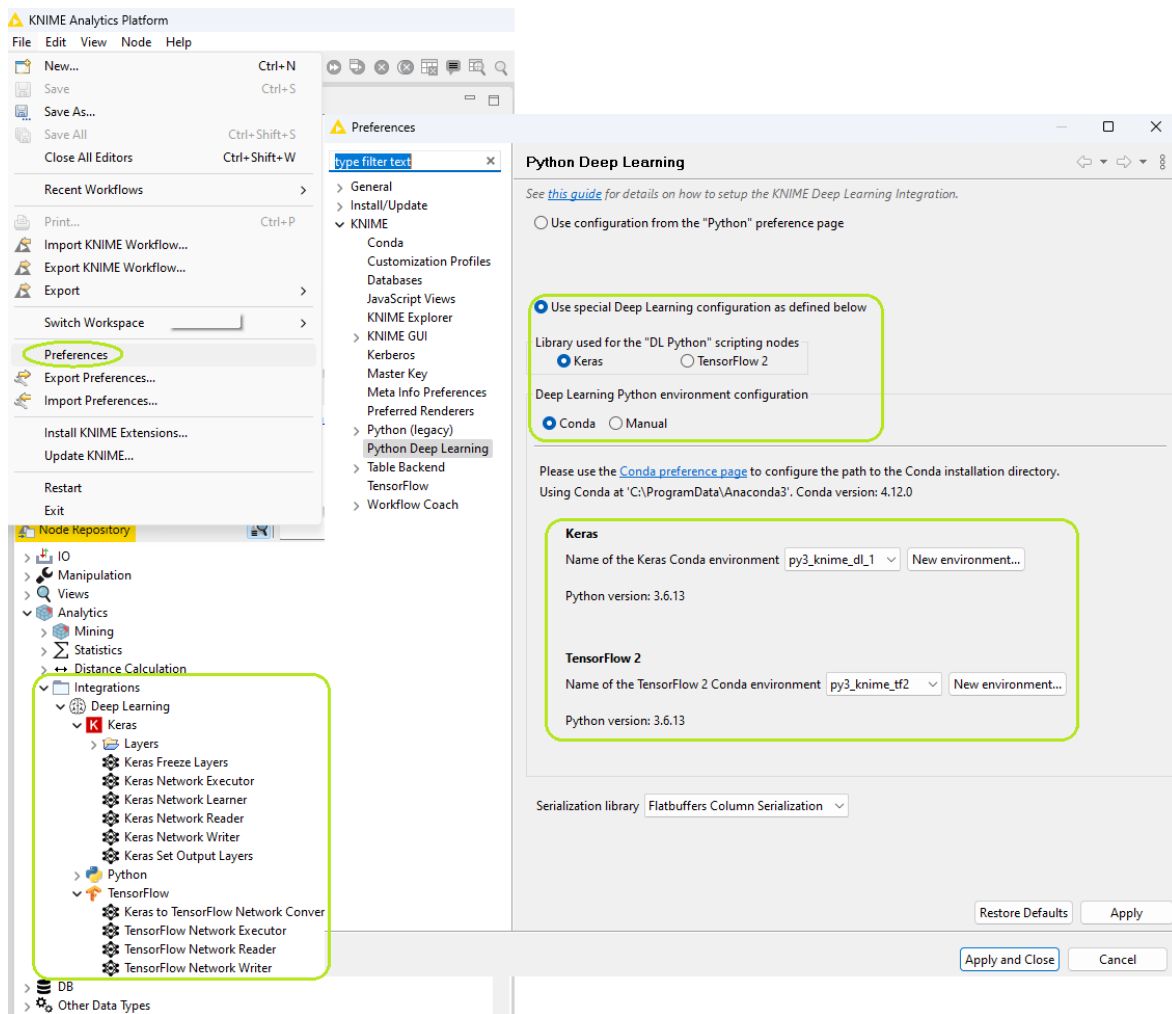 KNIME Analytics Platform
File Edit View Node Help
New... Ctrl+N
Save Ctrl+S
Save As...
Save All Ctrl+Shift+S
Close All Editors Ctrl+Shift+W
Recent Workflows
Print... Ctrl+P
Import KNIME Workflow...
Export KNIME Workflow...
Export
Switch Workspace
Preferences
Export Preferences...
Import Preferences...
Install KNIME Extensions...
Update KNIME...
Restart
Exit
Node Repository
IO
Manipulation
Views
Analytics
Mining
Statistics
Distance Calculation
Integrations
Deep Learning
Keras
Layers
Keras Freeze Layers
Keras Network Executor
Keras Network Learner
Keras Network Reader
Keras Network Writer
Keras Set Output Layers
Python
TensorFlow
Keras to TensorFlow Network Conver
TensorFlow Network Executor
TensorFlow Network Reader
TensorFlow Network Writer
DB
Other Data Types
Preferences
type filter text
General
Install/Update
KNIME
Conda
Customization Profiles
Databases
JavaScript Views
KNIME Explorer
KNIME GUI
Kerberos
Master Key
Meta Info Preferences
Preferred Renderers
Python (legacy)
Python Deep Learning
Table Backend
TensorFlow
Workflow Coach
Python Deep Learning
See this guide for details on how to setup the KNIME Deep Learning Integration.
Use configuration from the "Python" preference page
Use special Deep Learning configuration as defined below
Library used for the "DL Python" scripting nodes
Keras TensorFlow 2
Deep Learning Python environment configuration
Conda Manual
Please use the Conda preference page to configure the path to the Conda installation directory.
Using Conda at 'C:\ProgramData\Anaconda3'. Conda version: 4.12.0
Keras
Name of the Keras Conda environment py3_knime_dl_1 New environment...
Python version: 3.6.13
TensorFlow 2
Name of the TensorFlow 2 Conda environment py3_knime_tf2 New environment...
Python version: 3.6.13
Serialization library Flatbuffers Column Serialization
Restore Defaults Apply
Apply and Close Cancel